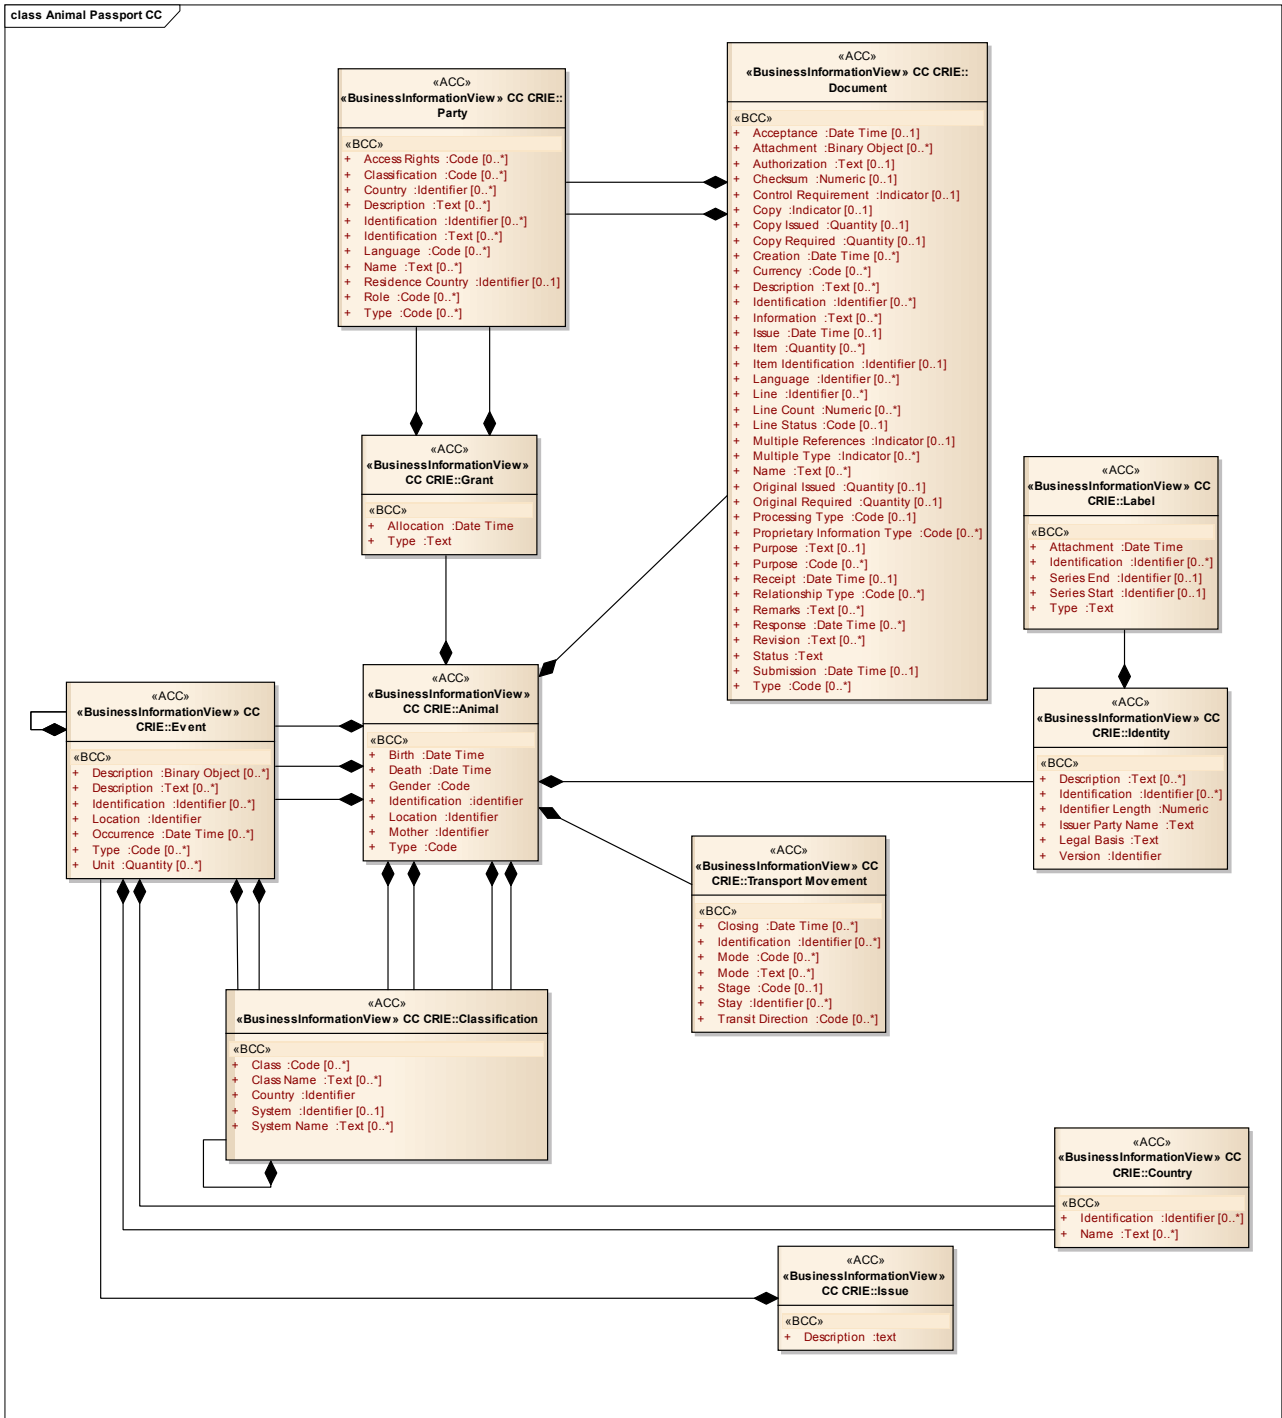 class Animal Passport CC
«ACC»
«BusinessInformationView» CC CRIE::
Party
«BCC»
+ Access Rights :Code [0..*]
+ Classification :Code [0..*]
+ Country :Identifier [0..*]
+ Description :Text [0..*]
+ Identification :Identifier [0..*]
+ Identification :Text [0..*]
+ Language :Code [0..*]
+ Name :Text [0..*]
+ Residence Country :Identifier [0..1]
+ Role :Code [0..*]
+ Type :Code [0..*]
«ACC»
«BusinessInformationView» CC CRIE::
Document
«BCC»
+ Acceptance :Date Time [0..1]
+ Attachment :Binary Object [0..*]
+ Authorization :Text [0..1]
+ Checksum :Numeric [0..1]
+ Control Requirement :Indicator [0..1]
+ Copy :Indicator [0..1]
+ Copy Issued :Quantity [0..1]
+ Copy Required :Quantity [0..1]
+ Creation :Date Time [0..*]
+ Currency :Code [0..*]
+ Description :Text [0..*]
+ Identification :Identifier [0..*]
+ Information :Text [0..*]
+ Issue :Date Time [0..1]
+ Item :Quantity [0..*]
+ Item Identification :Identifier [0..1]
+ Language :Identifier [0..*]
+ Line :Identifier [0..*]
+ Line Count :Numeric [0..*]
+ Line Status :Code [0..1]
+ Multiple References :Indicator [0..1]
+ Multiple Type :Indicator [0..*]
+ Name :Text [0..*]
+ Original Issued :Quantity [0..1]
+ Original Required :Quantity [0..1]
+ Processing Type :Code [0..1]
+ Proprietary Information Type :Code [0..*]
+ Purpose :Text [0..1]
+ Purpose :Code [0..*]
+ Receipt :Date Time [0..1]
+ Relationship Type :Code [0..*]
+ Remarks :Text [0..*]
+ Response :Date Time [0..*]
+ Revision :Text [0..*]
+ Status :Text
+ Submission :Date Time [0..1]
+ Type :Code [0..*]
«ACC»
«BusinessInformationView»
CC CRIE::Grant
«BCC»
+ Allocation :Date Time
+ Type :Text
«ACC»
«BusinessInformationView» CC
CRIE::Label
«BCC»
+ Attachment :Date Time
+ Identification :Identifier [0..*]
+ Series End :Identifier [0..1]
+ Series Start :Identifier [0..1]
+ Type :Text
«ACC»
«BusinessInformationView» CC
CRIE::Event
«BCC»
+ Description :Binary Object [0..*]
+ Description :Text [0..*]
+ Identification :Identifier [0..*]
+ Location :Identifier
+ Occurrence :Date Time [0..*]
+ Type :Code [0..*]
+ Unit :Quantity [0..*]
«ACC»
«BusinessInformationView»
CC CRIE::Animal
«BCC»
+ Birth :Date Time
+ Death :Date Time
+ Gender :Code
+ Identification :identifier
+ Location :Identifier
+ Mother :Identifier
+ Type :Code
«ACC»
«BusinessInformationView» CC
CRIE::Identity
«BCC»
+ Description :Text [0..*]
+ Identification :Identifier [0..*]
+ Identifier Length :Numeric
+ Issuer Party Name :Text
+ Legal Basis :Text
+ Version :Identifier
«ACC»
«BusinessInformationView» CC
CRIE::Transport Movement
«BCC»
+ Closing :Date Time [0..*]
+ Identification :Identifier [0..*]
+ Mode :Code [0..*]
+ Mode :Text [0..*]
+ Stage :Code [0..1]
+ Stay :Identifier [0..*]
+ Transit Direction :Code [0..*]
«ACC»
«BusinessInformationView» CC CRIE::Classification
«BCC»
+ Class :Code [0..*]
+ Class Name :Text [0..*]
+ Country :Identifier
+ System :Identifier [0..1]
+ System Name :Text [0..*]
«ACC»
«BusinessInformationView» CC
CRIE::Country
«BCC»
+ Identification :Identifier [0..*]
+ Name :Text [0..*]
«ACC»
«BusinessInformationView»
CC CRIE::Issue
«BCC»
+ Description :text